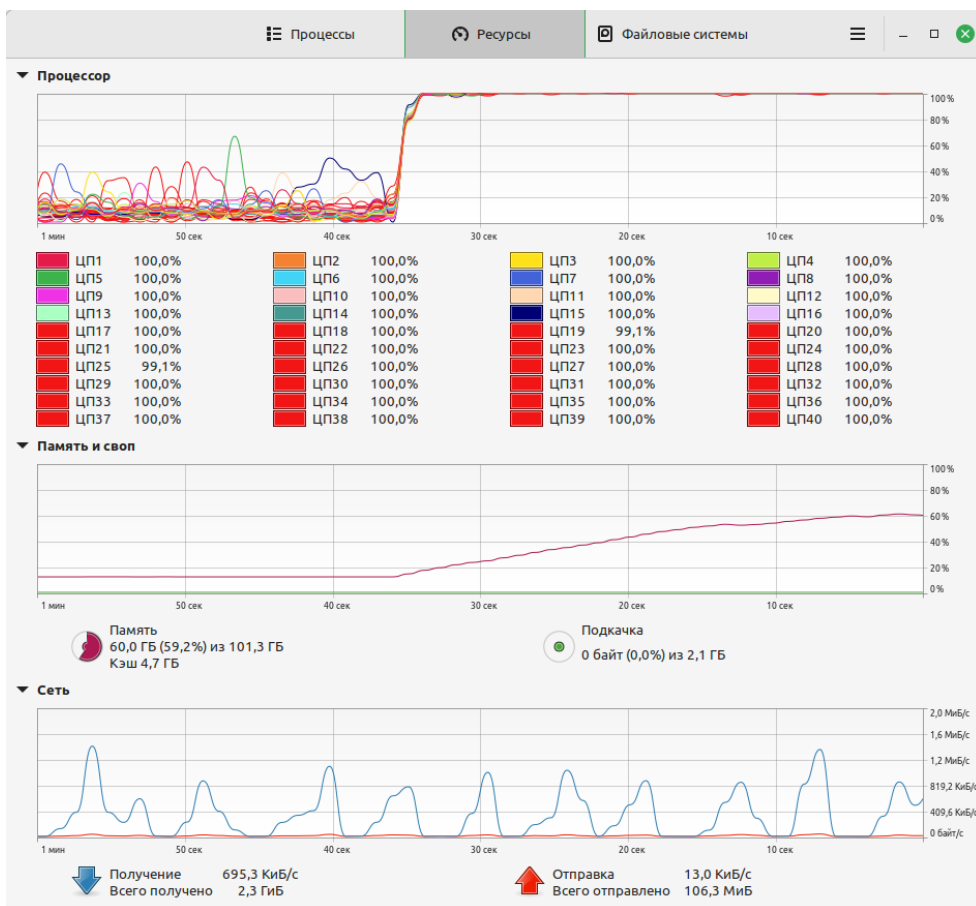 Процессы Ресурсы Файловые системы
Процессор
100 %
80 %
60 %
40 %
20 %
0 %
1 мин 50 сек 40 сек 30 сек 20 сек 10 сек
ЦП1 100,0% ЦП2 100,0% ЦП3 100,0% ЦП4 100,0%
ЦП5 100,0% ЦП6 100,0% ЦП7 100,0% ЦП8 100,0%
ЦП9 100,0% ЦП10 100,0% ЦП11 100,0% ЦП12 100,0%
ЦП13 100,0% ЦП14 100,0% ЦП15 100,0% ЦП16 100,0%
ЦП17 100,0% ЦП18 100,0% ЦП19 99,1% ЦП20 100,0%
ЦП21 100,0% ЦП22 100,0% ЦП23 100,0% ЦП24 100,0%
ЦП25 99,1% ЦП26 100,0% ЦП27 100,0% ЦП28 100,0%
ЦП29 100,0% ЦП30 100,0% ЦП31 100,0% ЦП32 100,0%
ЦП33 100,0% ЦП34 100,0% ЦП35 100,0% ЦП36 100,0%
ЦП37 100,0% ЦП38 100,0% ЦП39 100,0% ЦП40 100,0%
Память и своп
100 %
80 %
60 %
40 %
20 %
0 %
1 мин 50 сек 40 сек 30 сек 20 сек 10 сек
Память
60,0 ГБ (59,2%) из 101,3 ГБ
Кэш 4,7 ГБ
Подкачка
0 байт (0,0%) из 2,1 ГБ
Сеть
2,0 МиБ/с
1,6 МиБ/с
1,2 МиБ/с
819,2 КиБ/с
409,6 КиБ/с
0 байт/с
1 мин 50 сек 40 сек 30 сек 20 сек 10 сек
Получение 695,3 КиБ/с
Всего получено 2,3 ГиБ
Отправка 13,0 КиБ/с
Всего отправлено 106,3 МиБ